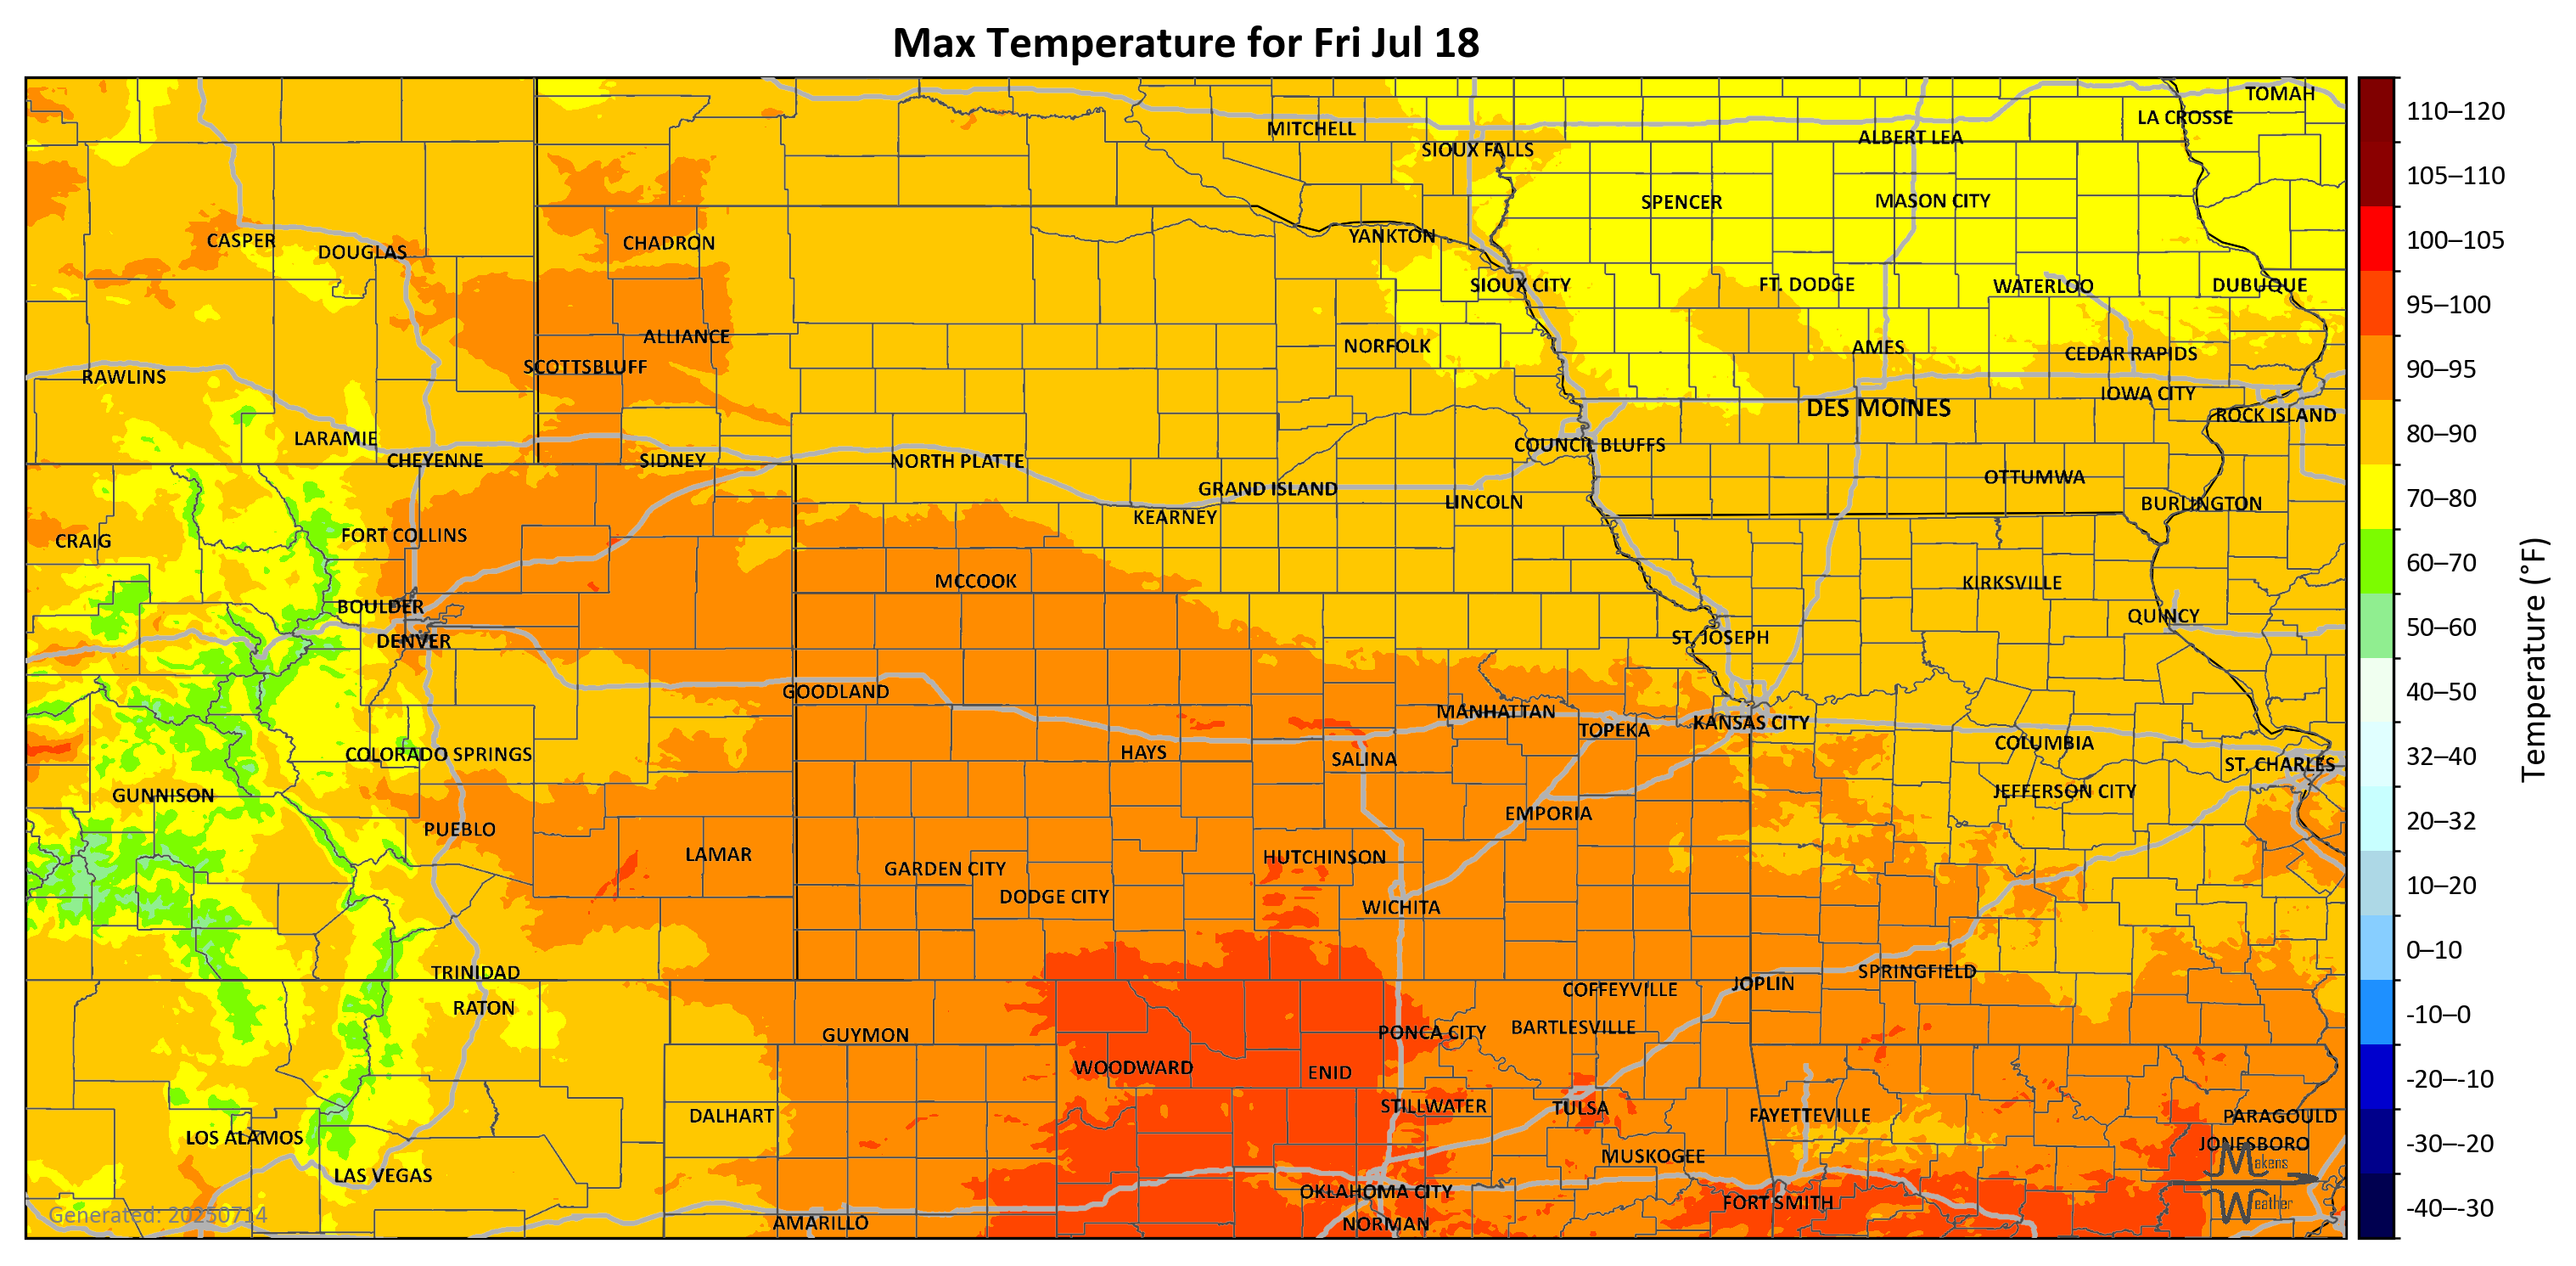 Max Temperature for Fri Jul 18
TOMAH
LA CROSSE
MITCHELL
ALBERT LEA
SIOUX FALLS
SPENCER
MASON CITY
CASPER
DOUGLAS
CHADRON
YANKTON
SIOUX CITY
FT. DODGE
WATERLOO
DUBUQUE
ALLIANCE
NORFOLK
AMES
CEDAR RAPIDS
SCOTTSBLUFF
RAWLINS
IOWA CITY
DES MOINES
ROCK ISLAND
LARAMIE
COUNCIL BLUFFS
CHEYENNE
SIDNEY
NORTH PLATTE
OTTUMWA
GRAND ISLAND
LINCOLN
BURLINGTON
KEARNEY
FORT COLLINS
CRAIG
MCCOOK
KIRKSVILLE
BOULDER
QUINCY
DENVER
ST. JOSEPH
GOODLAND
MANHATTAN
KANSAS CITY
TOPEKA
COLUMBIA
COLORADO SPRINGS
HAYS
SALINA
ST. CHARLES
GUNNISON
JEFFERSON CITY
EMPORIA
PUEBLO
LAMAR
HUTCHINSON
GARDEN CITY
DODGE CITY
WICHITA
TRINIDAD
SPRINGFIELD
JOPLIN
COFFEYVILLE
RATON
GUYMON
PONCA CITY
BARTLESVILLE
WOODWARD
ENID
STILLWATER
TULSA
DALHART
FAYETTEVILLE
PARAGOULD
LOS ALAMOS
JONESBORO
MUSKOGEE
LAS VEGAS
OKLAHOMA CITY
FORT SMITH
AMARILLO
NORMAN
Generated: 20250714
Makens
Weather
110–120
105–110
100–105
95–100
90–95
80–90
70–80
60–70
50–60
40–50
32–40
20–32
10–20
0–10
-10–0
-20–-10
-30–-20
-40–-30
Temperature (°F)